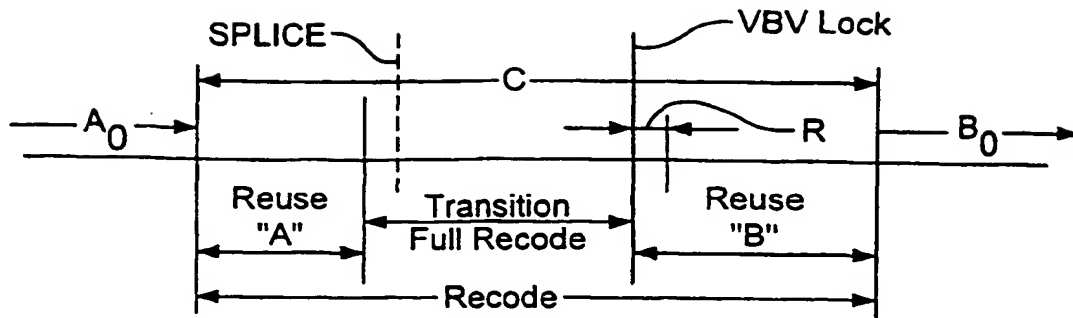 SPLICE
VBV Lock
C
A0
R
B0
Reuse
"A"
Transition
Full Recode
Reuse
"B"
Recode